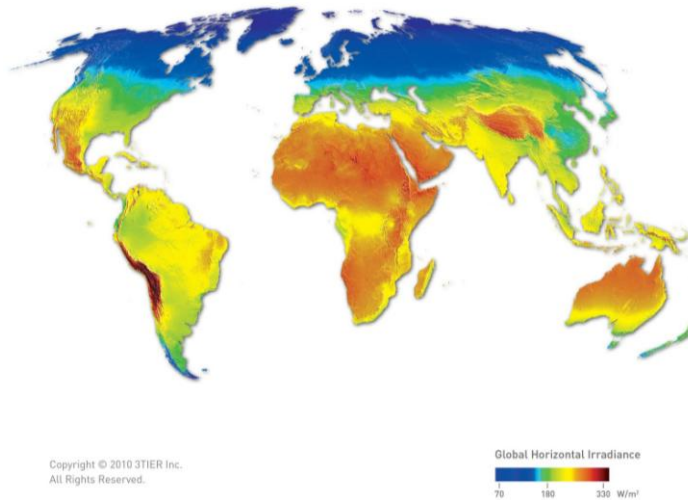 Copyright © 2010 3TIER Inc.
All Rights Reserved.
Global Horizontal Irradiance
70 180 330 W/m²